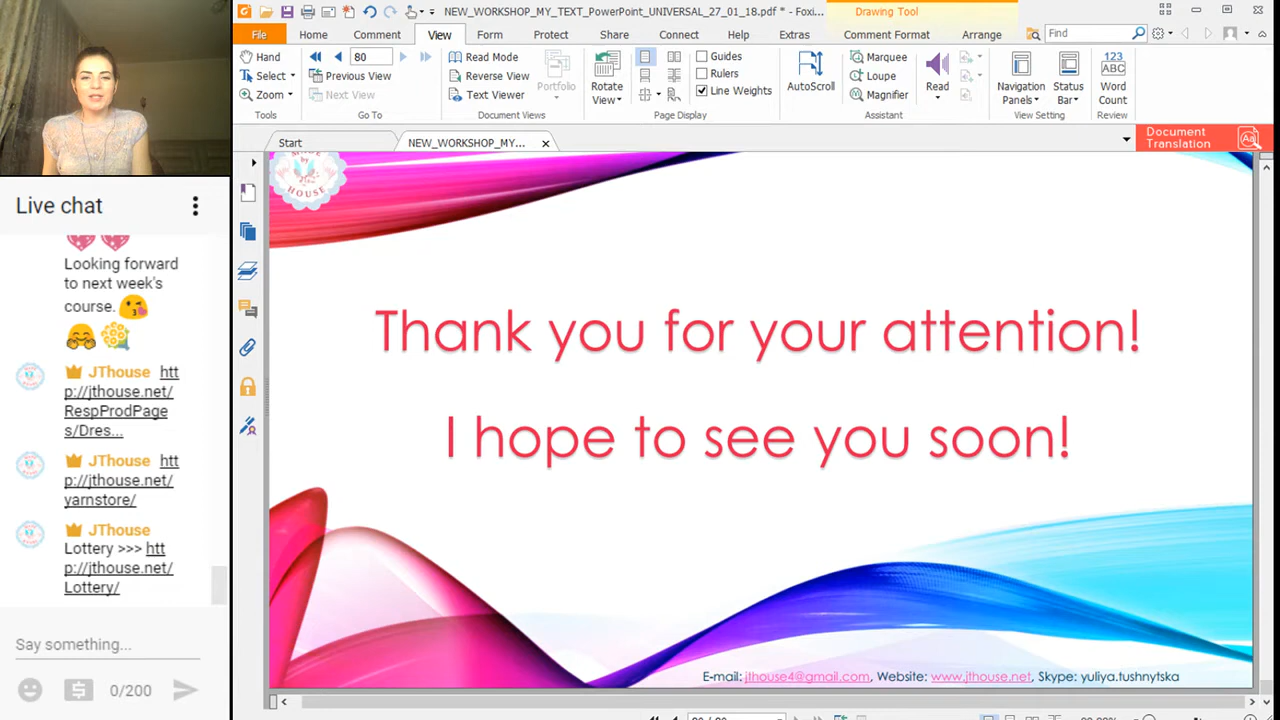 NEW_WORKSHOP_MY_TEXT_PowerPoint_UNIVERSAL_27_01_18.pdf * - Foxi...
Drawing Tool
File
Home
Comment
View
Form
Protect
Share
Connect
Help
Extras
Comment Format
Arrange
Find
Hand
Select
Zoom
Tools
80
Previous View
Next View
Go To
Read Mode
Reverse View
Text Viewer
Portfolio
Document Views
Rotate
View
Guides
Rulers
Line Weights
Page Display
AutoScroll
Marquee
Loupe
Magnifier
Assistant
Read
Navigation
Panels
Status
Bar
View Setting
123
ABC
Word
Count
Review
Start
NEW_WORKSHOP_MY...
Document
Translation
Live chat
Looking forward
to next week's
course.
JThouse htt
p://jthouse.net/
RespProdPage
s/Dres...
JThouse htt
p://jthouse.net/
yarnstore/
JThouse
Lottery >>> htt
p://jthouse.net/
Lottery/
Say something...
0/200
HOUSE
Thank you for your attention!
I hope to see you soon!
E-mail: jthouse4@gmail.com, Website: www.jthouse.net, Skype: yuliya.tushnytska